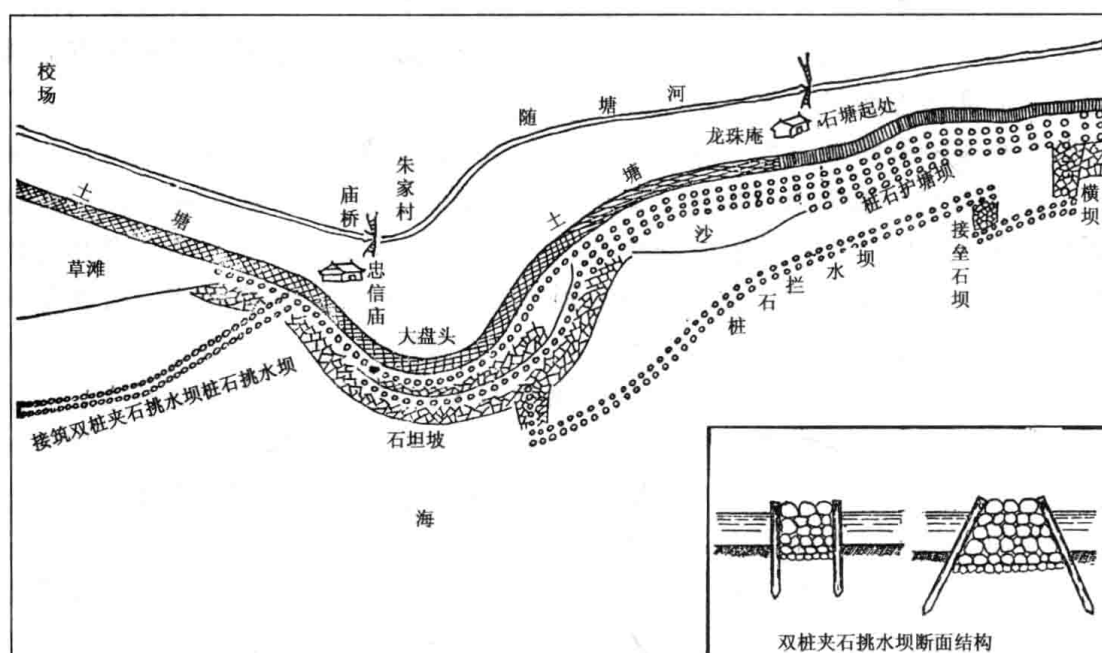 校场
随塘河
石塘起处
龙珠庵
朱家村
庙桥
土塘
土塘
桩石护塘坝
横坝
草滩
忠信庙
沙
接垒石坝
大盘头
桩石拦水坝
接筑双桩夹石挑水坝桩石挑水坝
石坦坡
海
双桩夹石挑水坝断面结构